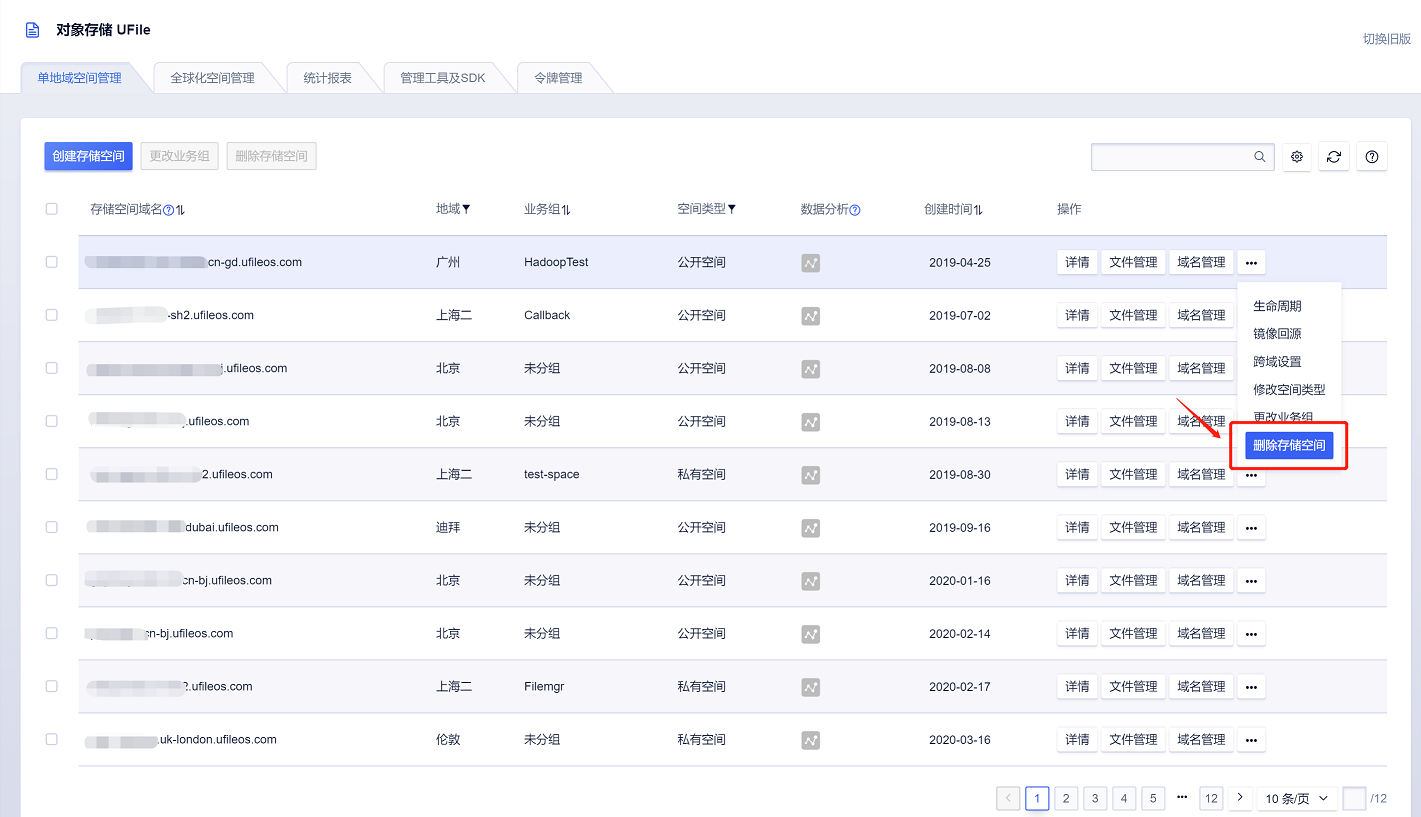 对象存储 UFile
切换旧版
单地域空间管理 全球化空间管理 统计报表 管理工具及SDK 令牌管理
创建存储空间 更改业务组 删除存储空间
存储空间域名 地域 业务组 空间类型 数据分析 创建时间 操作
cn-gd.ufileos.com 广州 HadoopTest 公开空间 2019-04-25 详情 文件管理 域名管理 •••
-sh2.ufileos.com 上海二 Callback 公开空间 2019-07-02 详情 文件管理 域名管理
生命周期
镜像回源
跨域设置
修改空间类型
更改业务组
删除存储空间
.ufileos.com 北京 未分组 公开空间 2019-08-08 详情 文件管理 域名管理
.ufileos.com 北京 未分组 公开空间 2019-08-13 详情 文件管理 域名管理
2.ufileos.com 上海二 test-space 私有空间 2019-08-30 详情 文件管理 域名管理 •••
dubai.ufileos.com 迪拜 未分组 公开空间 2019-09-16 详情 文件管理 域名管理 •••
cn-bj.ufileos.com 北京 未分组 公开空间 2020-01-16 详情 文件管理 域名管理 •••
cn-bj.ufileos.com 北京 未分组 公开空间 2020-02-14 详情 文件管理 域名管理 •••
2.ufileos.com 上海二 Filemgr 私有空间 2020-02-17 详情 文件管理 域名管理 •••
.uk-london.ufileos.com 伦敦 未分组 私有空间 2020-03-16 详情 文件管理 域名管理 •••
< 1 2 3 4 5 ••• 12 > 10 条/页 /12